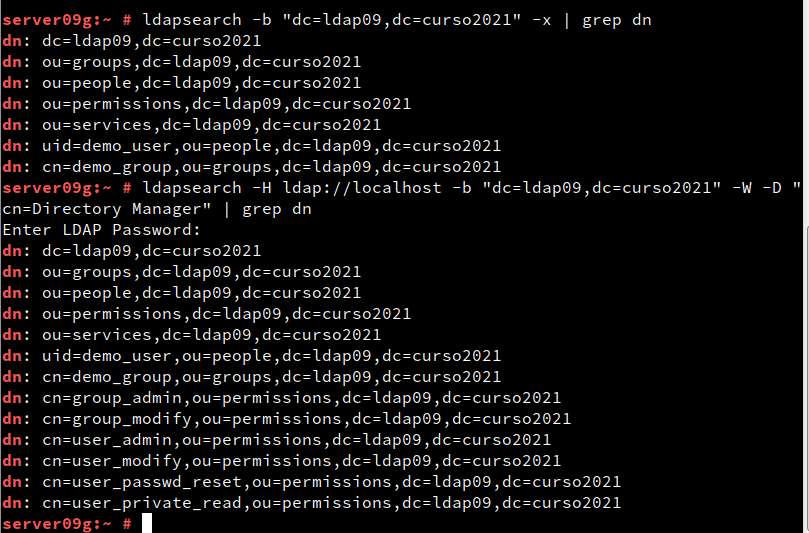 server09g:~ # ldapsearch -b "dc=ldap09,dc=curso2021" -x | grep dn
dn: dc=ldap09,dc=curso2021
dn: ou=groups,dc=ldap09,dc=curso2021
dn: ou=people,dc=ldap09,dc=curso2021
dn: ou=permissions,dc=ldap09,dc=curso2021
dn: ou=services,dc=ldap09,dc=curso2021
dn: uid=demo_user,ou=people,dc=ldap09,dc=curso2021
dn: cn=demo_group,ou=groups,dc=ldap09,dc=curso2021
server09g:~ # ldapsearch -H ldap://localhost -b "dc=ldap09,dc=curso2021" -W -D "
cn=Directory Manager" | grep dn
Enter LDAP Password:
dn: dc=ldap09,dc=curso2021
dn: ou=groups,dc=ldap09,dc=curso2021
dn: ou=people,dc=ldap09,dc=curso2021
dn: ou=permissions,dc=ldap09,dc=curso2021
dn: ou=services,dc=ldap09,dc=curso2021
dn: uid=demo_user,ou=people,dc=ldap09,dc=curso2021
dn: cn=demo_group,ou=groups,dc=ldap09,dc=curso2021
dn: cn=group_admin,ou=permissions,dc=ldap09,dc=curso2021
dn: cn=group_modify,ou=permissions,dc=ldap09,dc=curso2021
dn: cn=user_admin,ou=permissions,dc=ldap09,dc=curso2021
dn: cn=user_modify,ou=permissions,dc=ldap09,dc=curso2021
dn: cn=user_passwd_reset,ou=permissions,dc=ldap09,dc=curso2021
dn: cn=user_private_read,ou=permissions,dc=ldap09,dc=curso2021
server09g:~ #